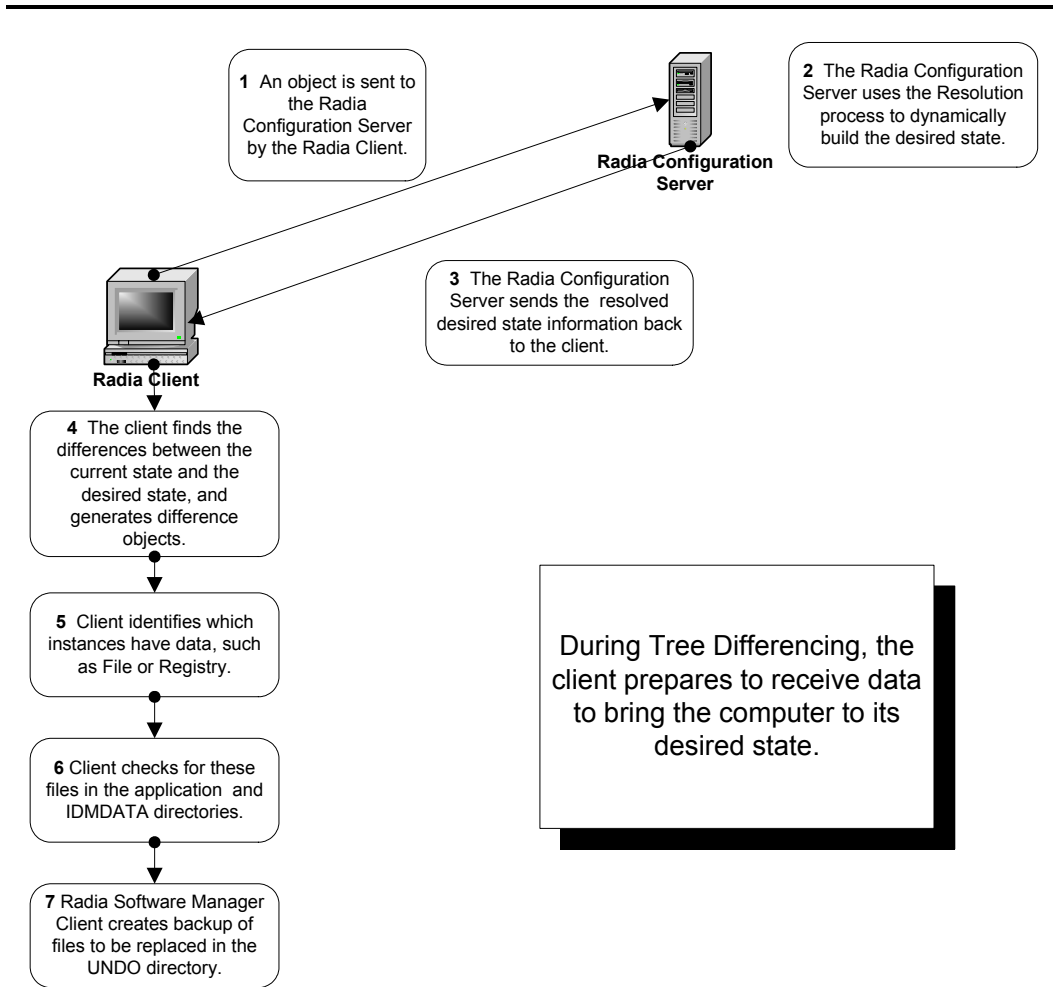 1 An object is sent to
the Radia
Configuration Server
by the Radia Client.
2 The Radia Configuration
Server uses the Resolution
process to dynamically
build the desired state.
Radia Configuration
Server
3 The Radia Configuration
Server sends the resolved
desired state information back
to the client.
Radia Client
4 The client finds the
differences between the
current state and the
desired state, and
generates difference
objects.
5 Client identifies which
instances have data, such
as File or Registry.
6 Client checks for these
files in the application and
IDMDATA directories.
7 Radia Software Manager
Client creates backup of
files to be replaced in the
UNDO directory.
During Tree Differencing, the
client prepares to receive data
to bring the computer to its
desired state.